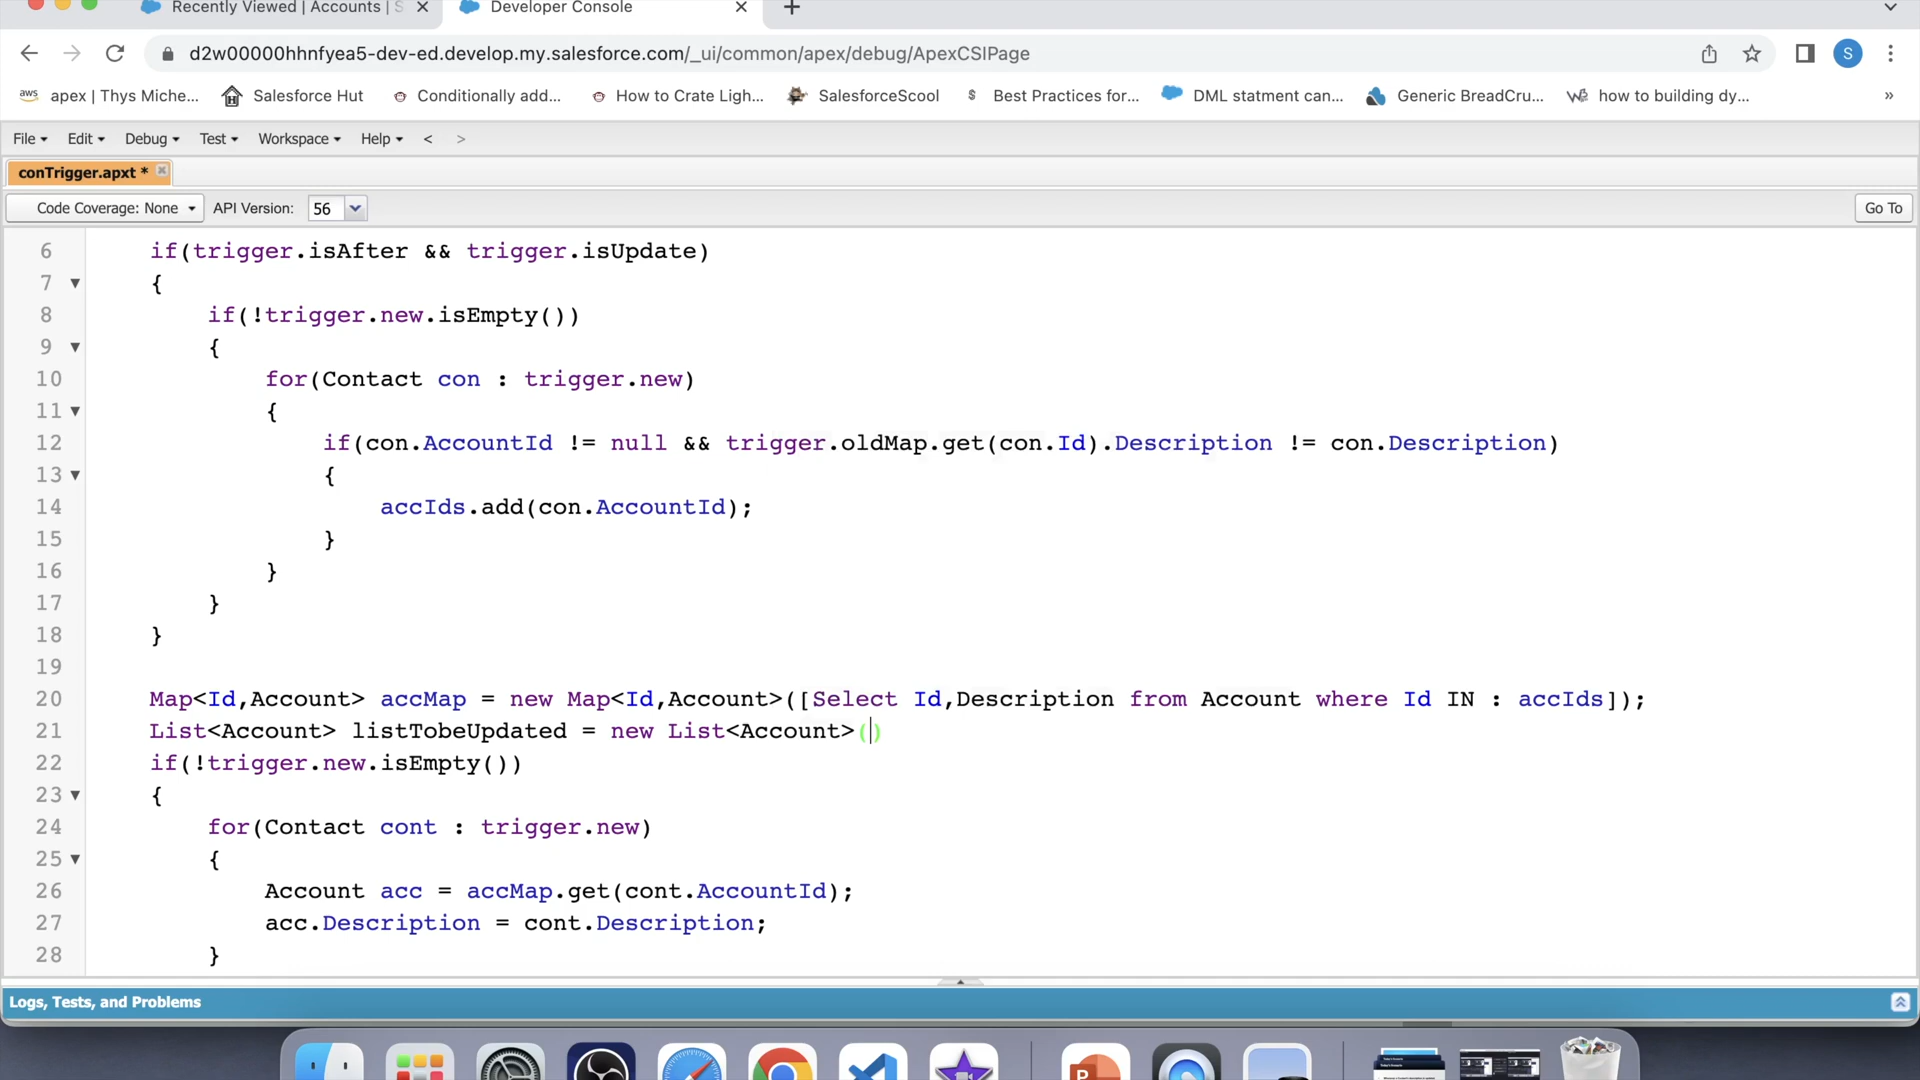 Recently Viewed | Accounts | S
Developer Console
d2w00000hhnfyea5-dev-ed.develop.my.salesforce.com/_ui/common/apex/debug/ApexCSIPage
S
aws apex | Thys Miche... Salesforce Hut Conditionally add... How to Crate Ligh... SalesforceScool Best Practices for... DML statment can... Generic BreadCru... how to building dy... »
File Edit Debug Test Workspace Help < >
conTrigger.apxt *
Code Coverage: None API Version: 56 Go To
6 if(trigger.isAfter && trigger.isUpdate)
7 {
8 if(!trigger.new.isEmpty())
9 {
10 for(Contact con : trigger.new)
11 {
12 if(con.AccountId != null && trigger.oldMap.get(con.Id).Description != con.Description)
13 {
14 accIds.add(con.AccountId);
15 }
16 }
17 }
18 }
19
20 Map<Id,Account> accMap = new Map<Id,Account>([Select Id,Description from Account where Id IN : accIds]);
21 List<Account> listTobeUpdated = new List<Account>()
22 if(!trigger.new.isEmpty())
23 {
24 for(Contact cont : trigger.new)
25 {
26 Account acc = accMap.get(cont.AccountId);
27 acc.Description = cont.Description;
28 }
Logs, Tests, and Problems